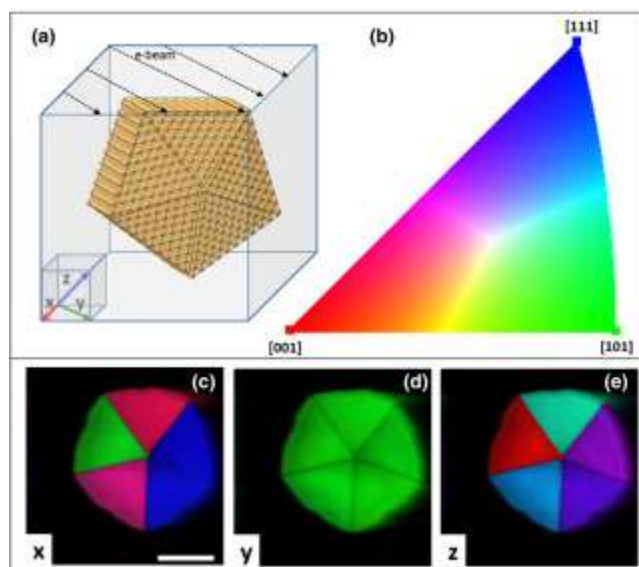 (a)
e-beam
z
x
y
(b)
[111]
[001]
[101]
(c)
x
(d)
y
(e)
z